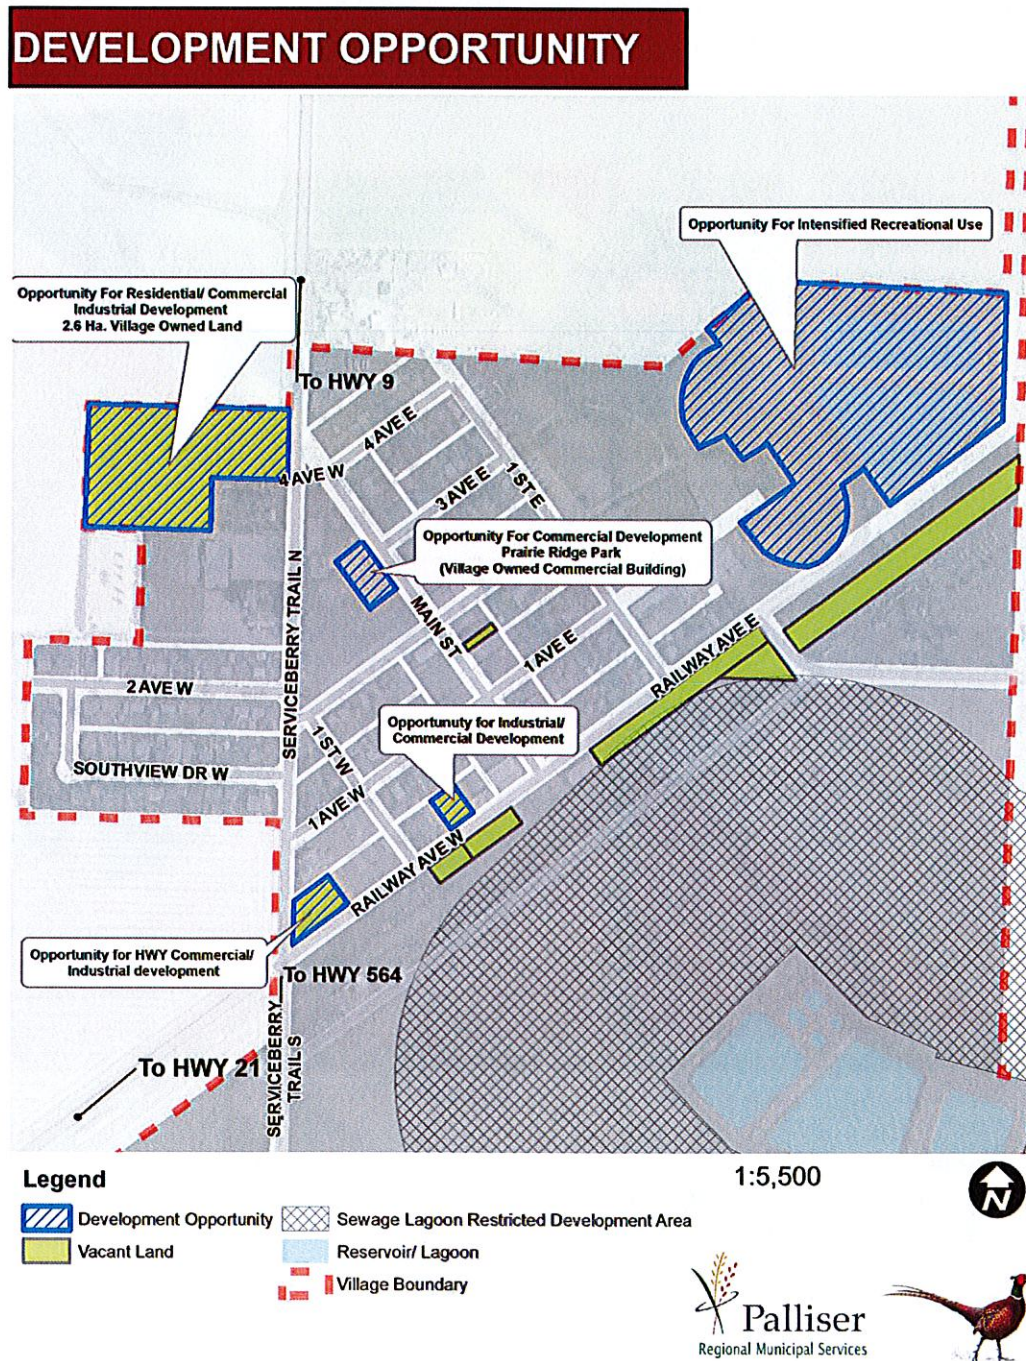 DEVELOPMENT OPPORTUNITY
Opportunity For Intensified Recreational Use
Opportunity For Residential/ Commercial
Industrial Development
2.6 Ha. Village Owned Land
To HWY 9
4 AVE E
4 AVE W
3 AVE E
1 ST E
Opportunity For Commercial Development
Prairie Ridge Park
(Village Owned Commercial Building)
SERVICEBERRY TRAIL N
MAIN ST
1 AVE E
RAILWAY AVE E
2 AVE W
Opportunuty for Industrial/
Commercial Development
1 ST W
SOUTHVIEW DR W
1 AVE W
RAILWAY AVE W
Opportunity for HWY Commercial/
Industrial development
To HWY 564
SERVICEBERRY
TRAIL S
To HWY 21
Legend
1:5,500
N
Development Opportunity
Sewage Lagoon Restricted Development Area
Vacant Land
Reservoir/ Lagoon
Village Boundary
Palliser
Regional Municipal Services